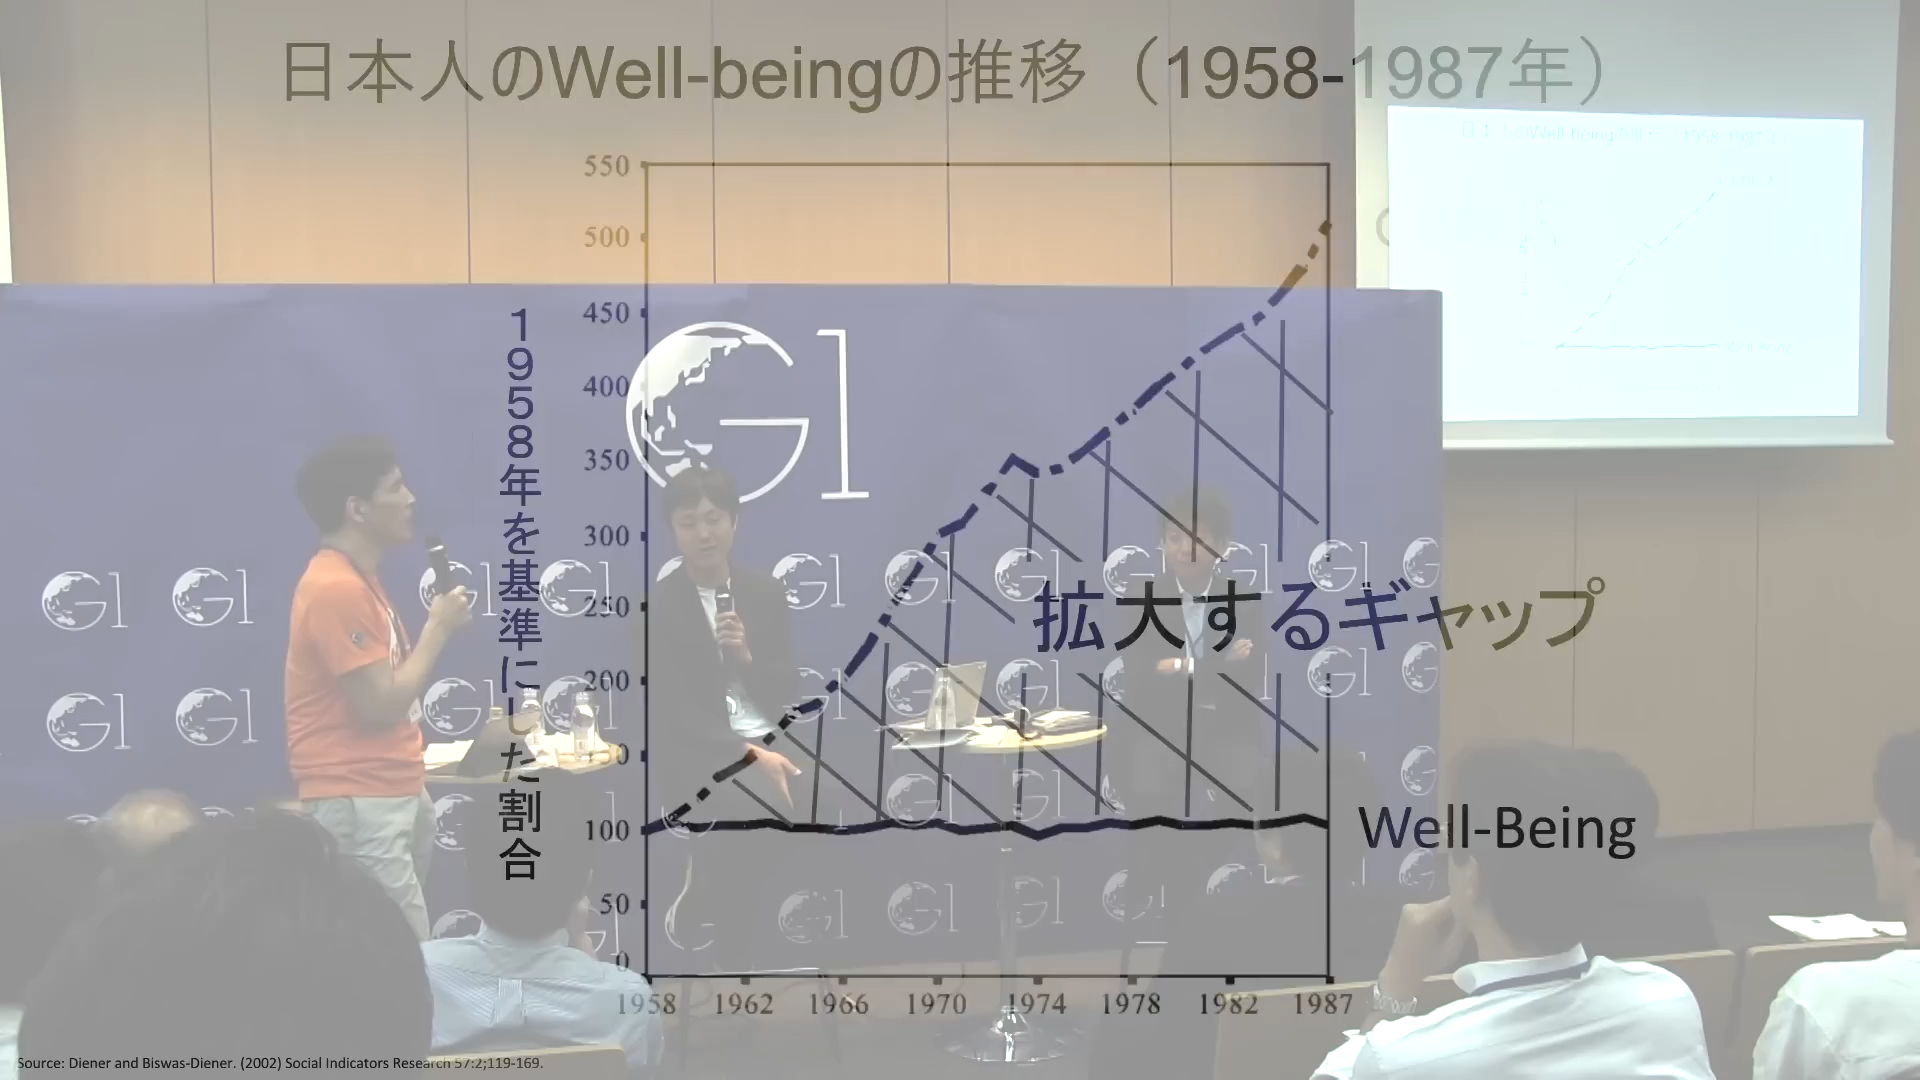 日本人のWell-beingの推移（1958-1987年）
1958年を基準にした割合
550
500
450
400
350
300
250
200
100
50
0
1958 1962 1966 1970 1974 1978 1982 1987
拡大するギャップ
Well-Being
G1
Source: Diener and Biswas-Diener. (2002) Social Indicators Research 57:2;119-169.